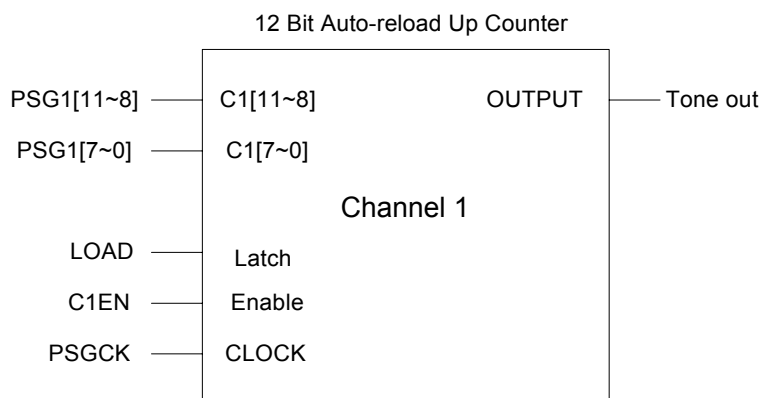 12 Bit Auto-reload Up Counter
PSG1[11~8] C1[11~8] OUTPUT Tone out
PSG1[7~0] C1[7~0]
Channel 1
LOAD Latch
C1EN Enable
PSGCK CLOCK